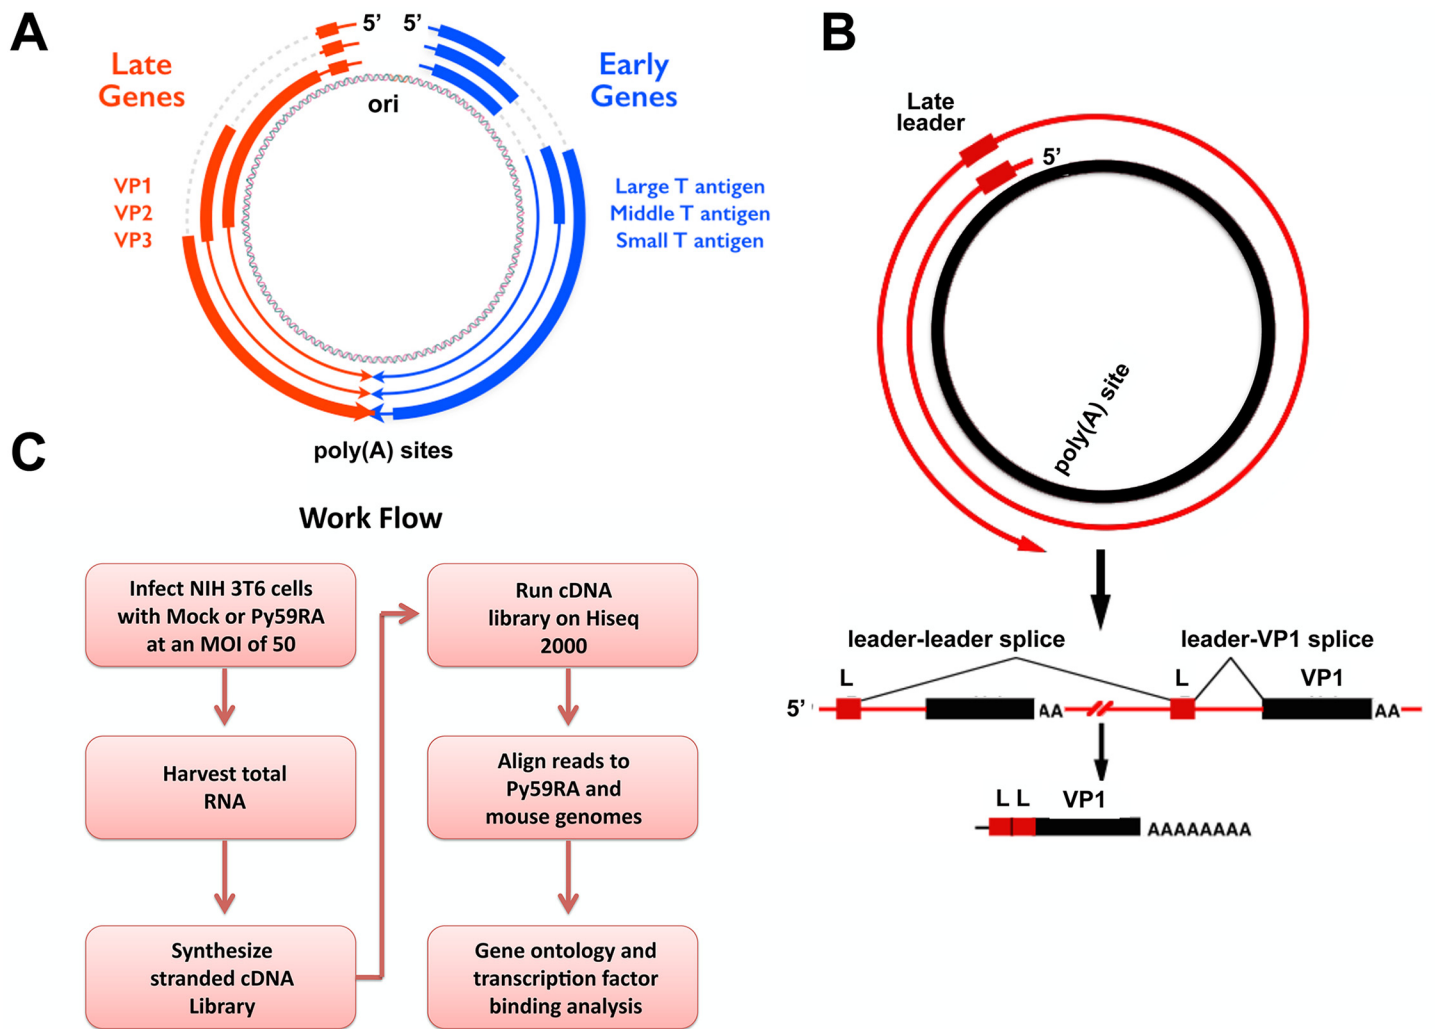 A
5’ 5’
Late
Genes
Early
Genes
ori
VP1
VP2
VP3
Large T antigen
Middle T antigen
Small T antigen
poly(A) sites
B
Late
leader
5’
poly(A) site
leader-leader splice
leader-VP1 splice
L
L
VP1
5’
AA
AA
L L
VP1
AAAAAAAA
C
Work Flow
Infect NIH 3T6 cells
with Mock or Py59RA
at an MOI of 50
Harvest total
RNA
Synthesize
stranded cDNA
Library
Run cDNA
library on Hiseq
2000
Align reads to
Py59RA and
mouse genomes
Gene ontology and
transcription factor
binding analysis